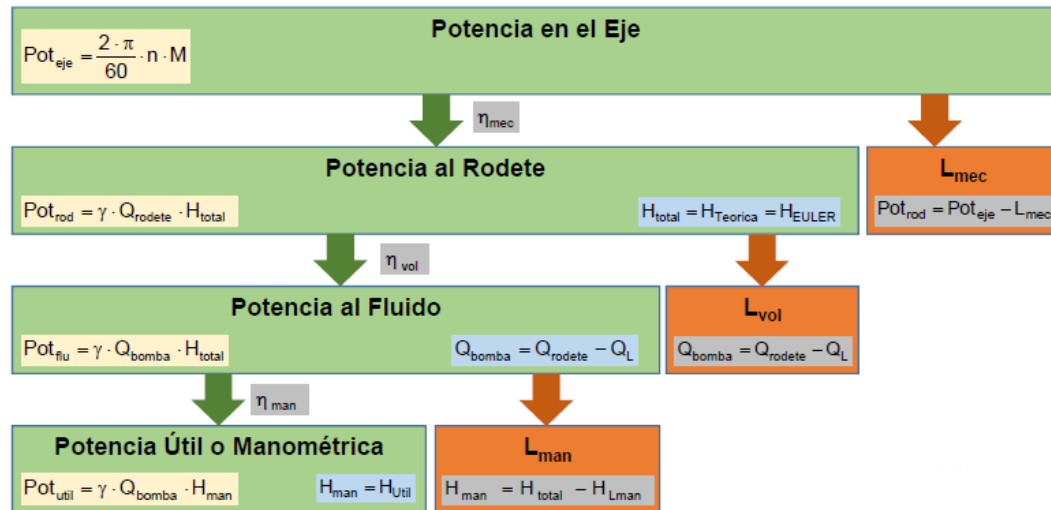 Potencia en el Eje
Pot_eje = 2·π/60 · n · M
η_mec
Potencia al Rodete
Pot_rod = γ · Q_rodete · H_total
H_total = H_Teorica = H_EULER
L_mec
Pot_rod = Pot_eje − L_mec
η_vol
Potencia al Fluido
Pot_flu = γ · Q_bomba · H_total
Q_bomba = Q_rodete − Q_L
L_vol
Q_bomba = Q_rodete − Q_L
η_man
Potencia Útil o Manométrica
Pot_util = γ · Q_bomba · H_man
H_man = H_Util
L_man
H_man = H_total − H_Lman